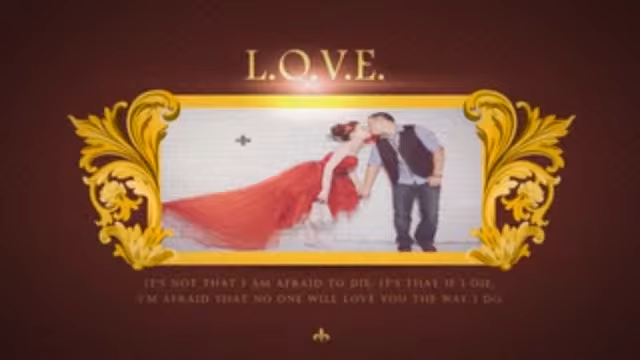 L.O.V.E.
IT'S NOT THAT I AM AFRAID TO DIE. IT'S THAT IF I DIE,
I'M AFRAID THAT NO ONE WILL LOVE YOU THE WAY I DO.